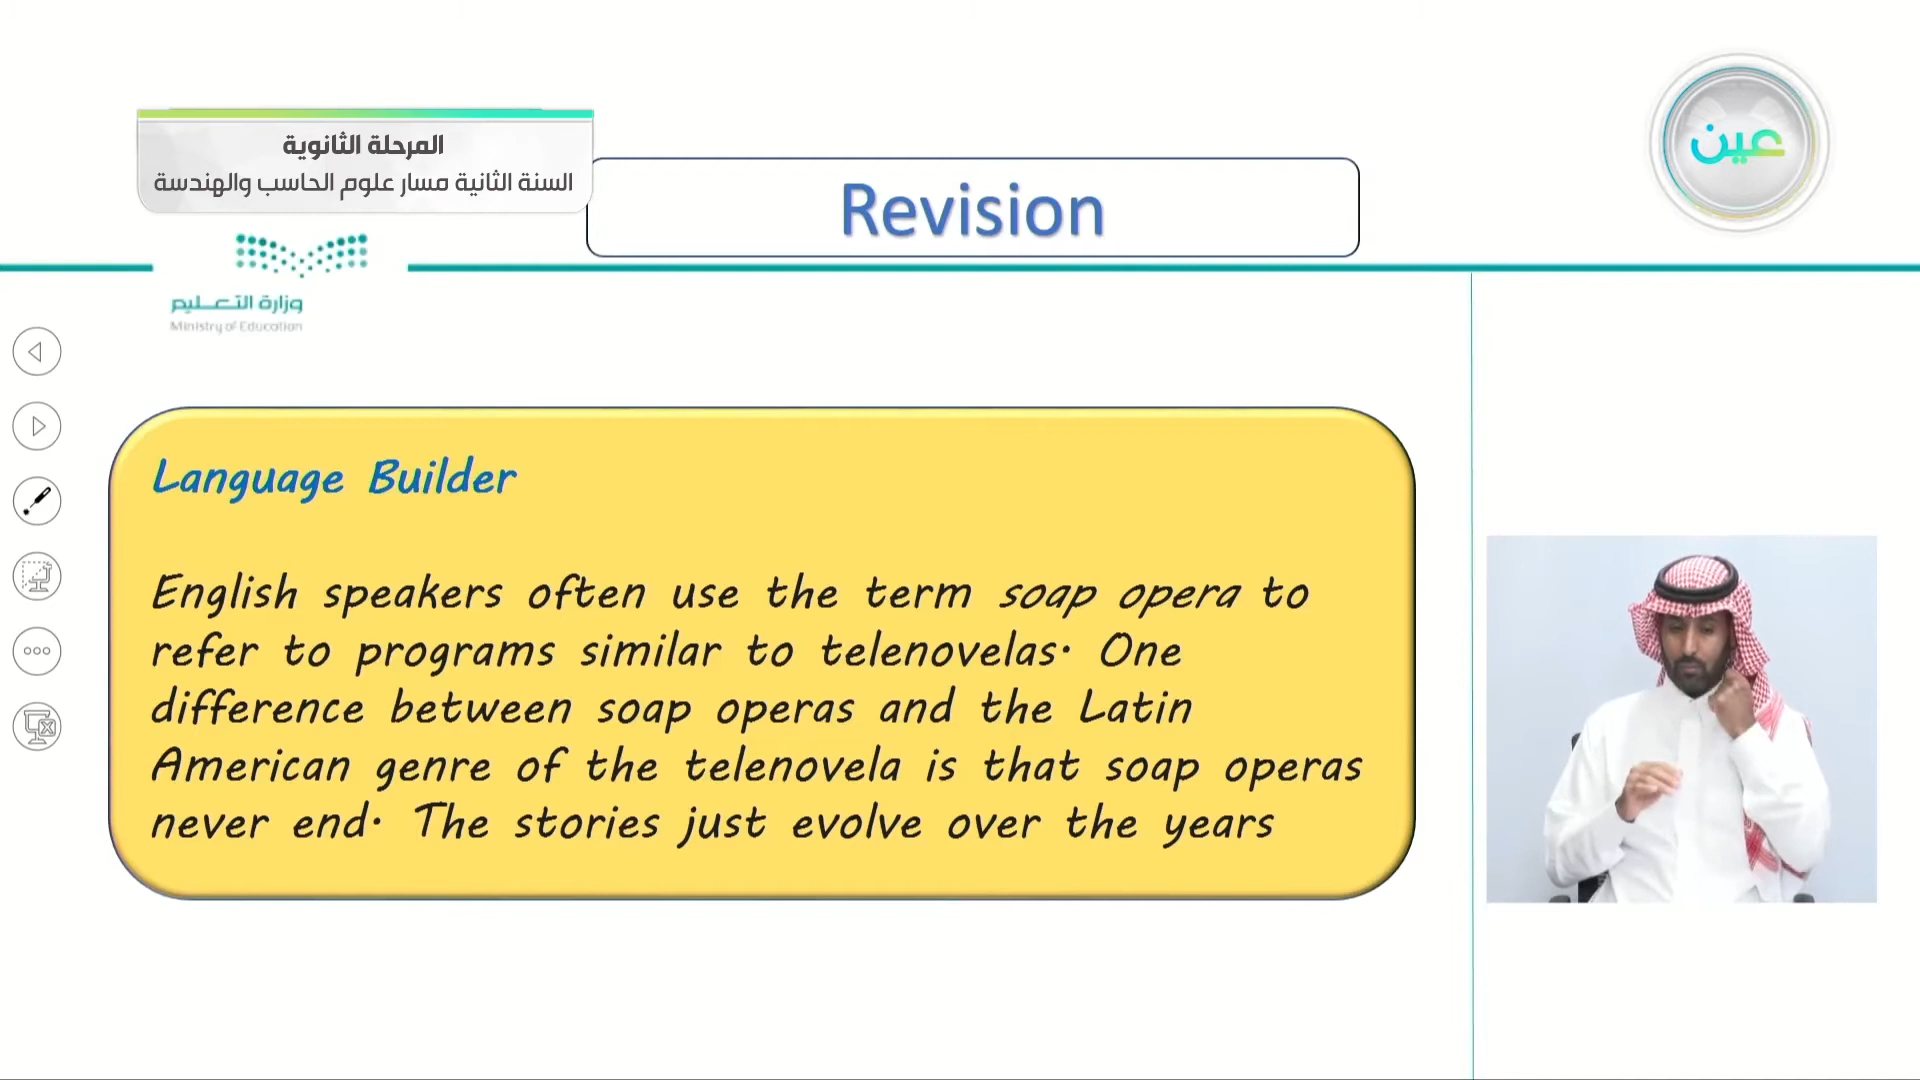 المرحلة الثانوية
السنة الثانية مسار علوم الحاسب والهندسة
عين
Revision
وزارة التعليم
Ministry of Education
Language Builder
English speakers often use the term soap opera to
refer to programs similar to telenovelas. One
difference between soap operas and the Latin
American genre of the telenovela is that soap operas
never end. The stories just evolve over the years